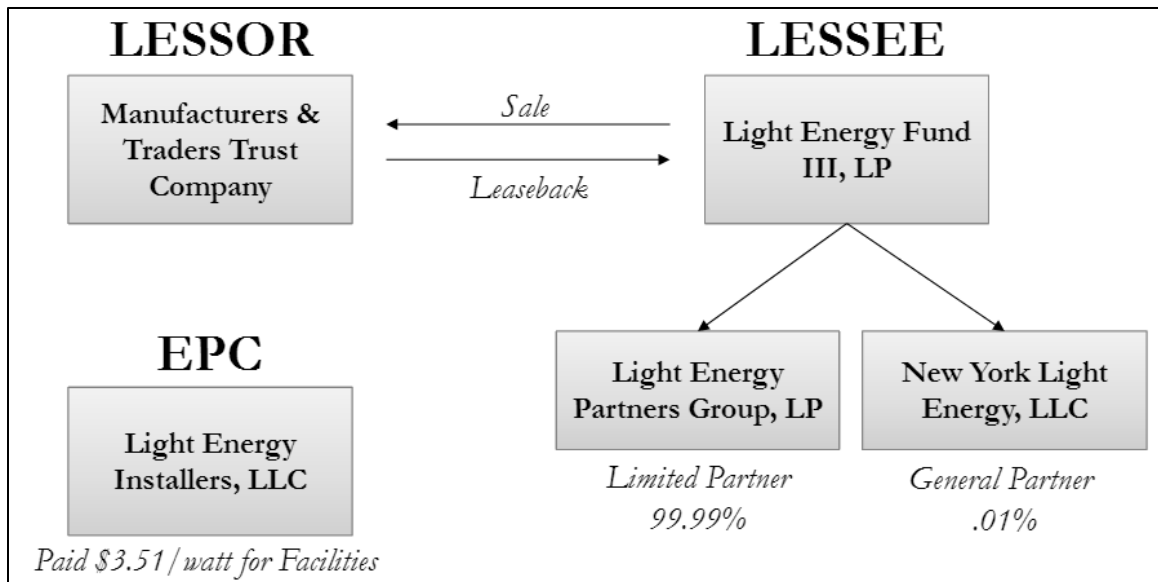 LESSOR
Manufacturers &
Traders Trust
Company
Sale
Leaseback
LESSEE
Light Energy Fund
III, LP
EPC
Light Energy
Installers, LLC
Paid $3.51/watt for Facilities
Light Energy
Partners Group, LP
Limited Partner
99.99%
New York Light
Energy, LLC
General Partner
.01%